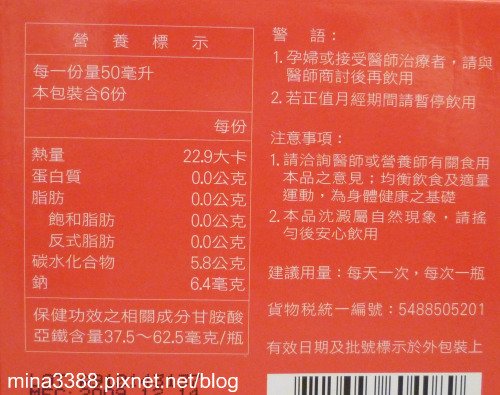 營養標示
每一份量50毫升
本包裝含6份
每份
熱量 22.9大卡
蛋白質 0.0公克
脂肪 0.0公克
飽和脂肪 0.0公克
反式脂肪 0.0公克
碳水化合物 5.8公克
鈉 6.4毫克
保健功效之相關成分甘胺酸
亞鐵含量37.5～62.5毫克/瓶
警 語：
1.孕婦或接受醫師治療者，請與
醫師商討後再飲用
2.若正值月經期間請暫停飲用
注意事項：
1.請洽詢醫師或營養師有關食用
本品之意見；均衡飲食及適量
運動，為身體健康之基礎
2.本品沈澱屬自然現象，請搖
勻後安心飲用
建議用量：每天一次，每次一瓶
貨物稅統一編號：5488505201
有效日期及批號標示於外包裝上
mina3388.pixnet.net/blog